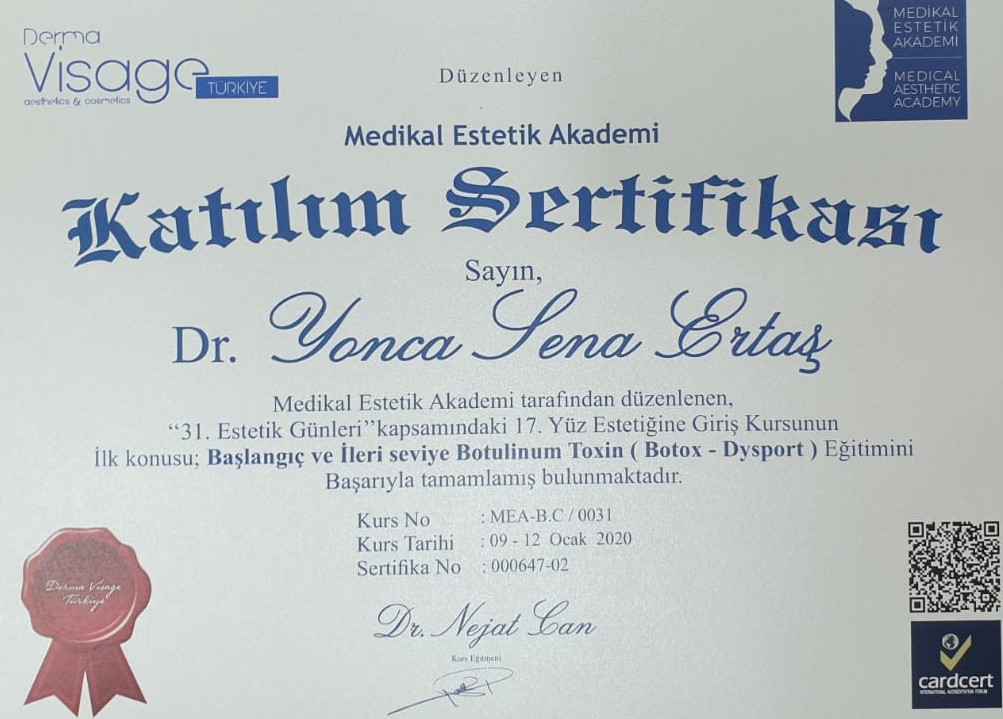 Derma
Visage
TÜRKİYE
aesthetics & cosmetics
Düzenleyen
MEDİKAL
ESTETİK
AKADEMİ
MEDICAL
AESTHETIC
ACADEMY
Medikal Estetik Akademi
Katılım Sertifikası
Sayın,
Dr. Yonca Sena Ertaş
Medikal Estetik Akademi tarafından düzenlenen,
“31. Estetik Günleri”kapsamındaki 17. Yüz Estetiğine Giriş Kursunun
İlk konusu; Başlangıç ve İleri seviye Botulinum Toxin ( Botox - Dysport ) Eğitimini
Başarıyla tamamlamış bulunmaktadır.
Kurs No : MEA-B.C / 0031
Kurs Tarihi : 09 - 12 Ocak 2020
Sertifika No : 000647-02
Derma Visage
Türkiye
Dr. Nejat Can
Kurs Eğitmeni
cardcert
INTERNATIONAL ACCREDITATION FORUM